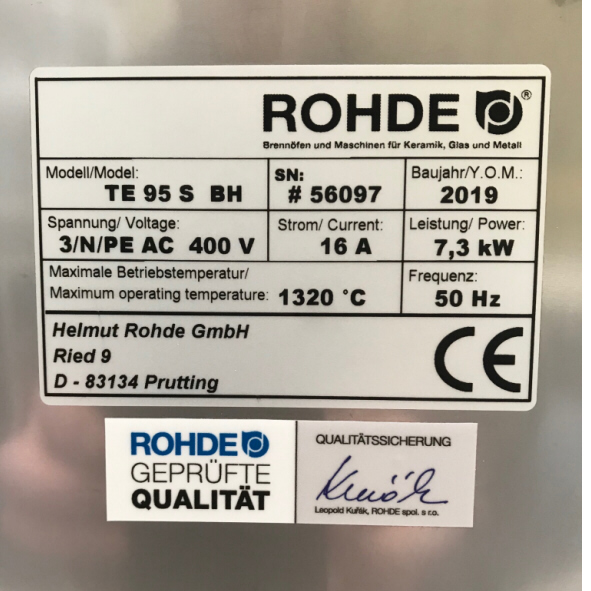 ROHDE ®
Brennöfen und Maschinen für Keramik, Glas und Metall
Modell/Model:
TE 95 S BH
SN:
# 56097
Baujahr/Y.O.M.:
2019
Spannung/ Voltage:
3/N/PE AC 400 V
Strom/ Current:
16 A
Leistung/ Power:
7,3 kW
Maximale Betriebstemperatur/
Maximum operating temperature: 1320 °C
Frequenz:
50 Hz
Helmut Rohde GmbH
Ried 9
D - 83134 Prutting
CE
ROHDE
GEPRÜFTE
QUALITÄT
QUALITÄTSSICHERUNG
Leopold Kuřák, ROHDE spol. s r.o.